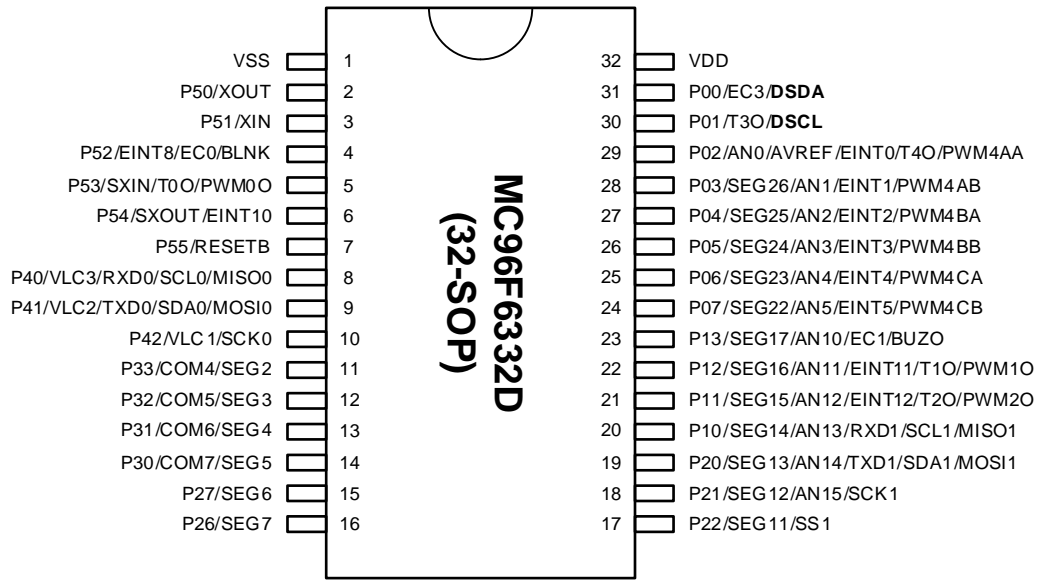 VSS 1 32 VDD
P50/XOUT 2 31 P00/EC3/DSDA
P51/XIN 3 30 P01/T3O/DSCL
P52/EINT8/EC0/BLNK 4 29 P02/AN0/AVREF/EINT0/T4O/PWM4AA
P53/SXIN/T0O/PWM0O 5 28 P03/SEG26/AN1/EINT1/PWM4AB
P54/SXOUT/EINT10 6 27 P04/SEG25/AN2/EINT2/PWM4BA
P55/RESETB 7 26 P05/SEG24/AN3/EINT3/PWM4BB
P40/VLC3/RXD0/SCL0/MISO0 8 25 P06/SEG23/AN4/EINT4/PWM4CA
P41/VLC2/TXD0/SDA0/MOSI0 9 24 P07/SEG22/AN5/EINT5/PWM4CB
P42/VLC1/SCK0 10 23 P13/SEG17/AN10/EC1/BUZO
P33/COM4/SEG2 11 22 P12/SEG16/AN11/EINT11/T1O/PWM1O
P32/COM5/SEG3 12 21 P11/SEG15/AN12/EINT12/T2O/PWM2O
P31/COM6/SEG4 13 20 P10/SEG14/AN13/RXD1/SCL1/MISO1
P30/COM7/SEG5 14 19 P20/SEG13/AN14/TXD1/SDA1/MOSI1
P27/SEG6 15 18 P21/SEG12/AN15/SCK1
P26/SEG7 16 17 P22/SEG11/SS1
MC96F6332D
(32-SOP)